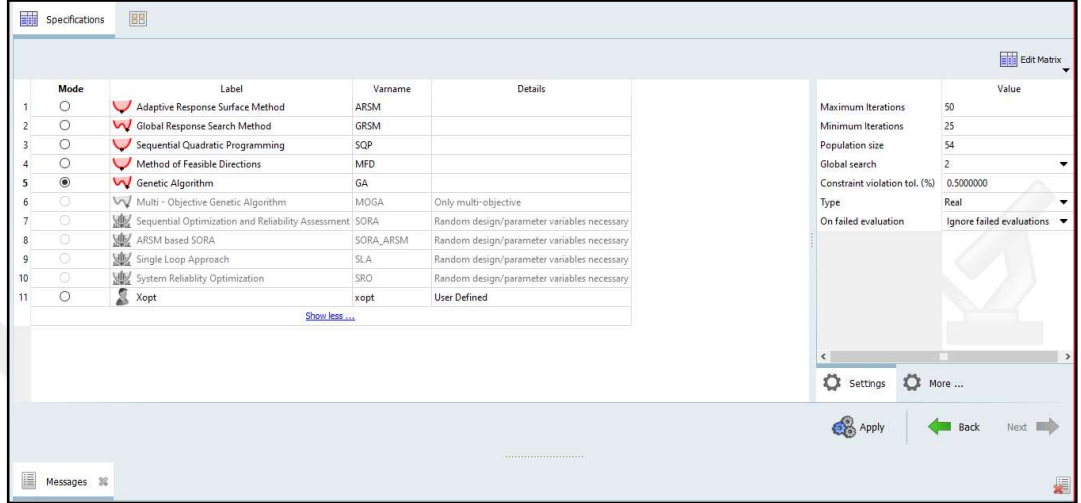 Specifications
Edit Matrix
Mode Label Varname Details
1 Adaptive Response Surface Method ARSM
2 Global Response Search Method GRSM
3 Sequential Quadratic Programming SQP
4 Method of Feasible Directions MFD
5 Genetic Algorithm GA
6 Multi - Objective Genetic Algorithm MOGA Only multi-objective
7 Sequential Optimization and Reliability Assessment SORA Random design/parameter variables necessary
8 ARSM based SORA SORA_ARSM Random design/parameter variables necessary
9 Single Loop Approach SLA Random design/parameter variables necessary
10 System Reliablity Optimization SRO Random design/parameter variables necessary
11 Xopt xopt User Defined
Show less ...
Value
Maximum Iterations 50
Minimum Iterations 25
Population size 54
Global search 2
Constraint violation tol. (%) 0.5000000
Type Real
On failed evaluation Ignore failed evaluations
Settings More ...
Apply Back Next
Messages